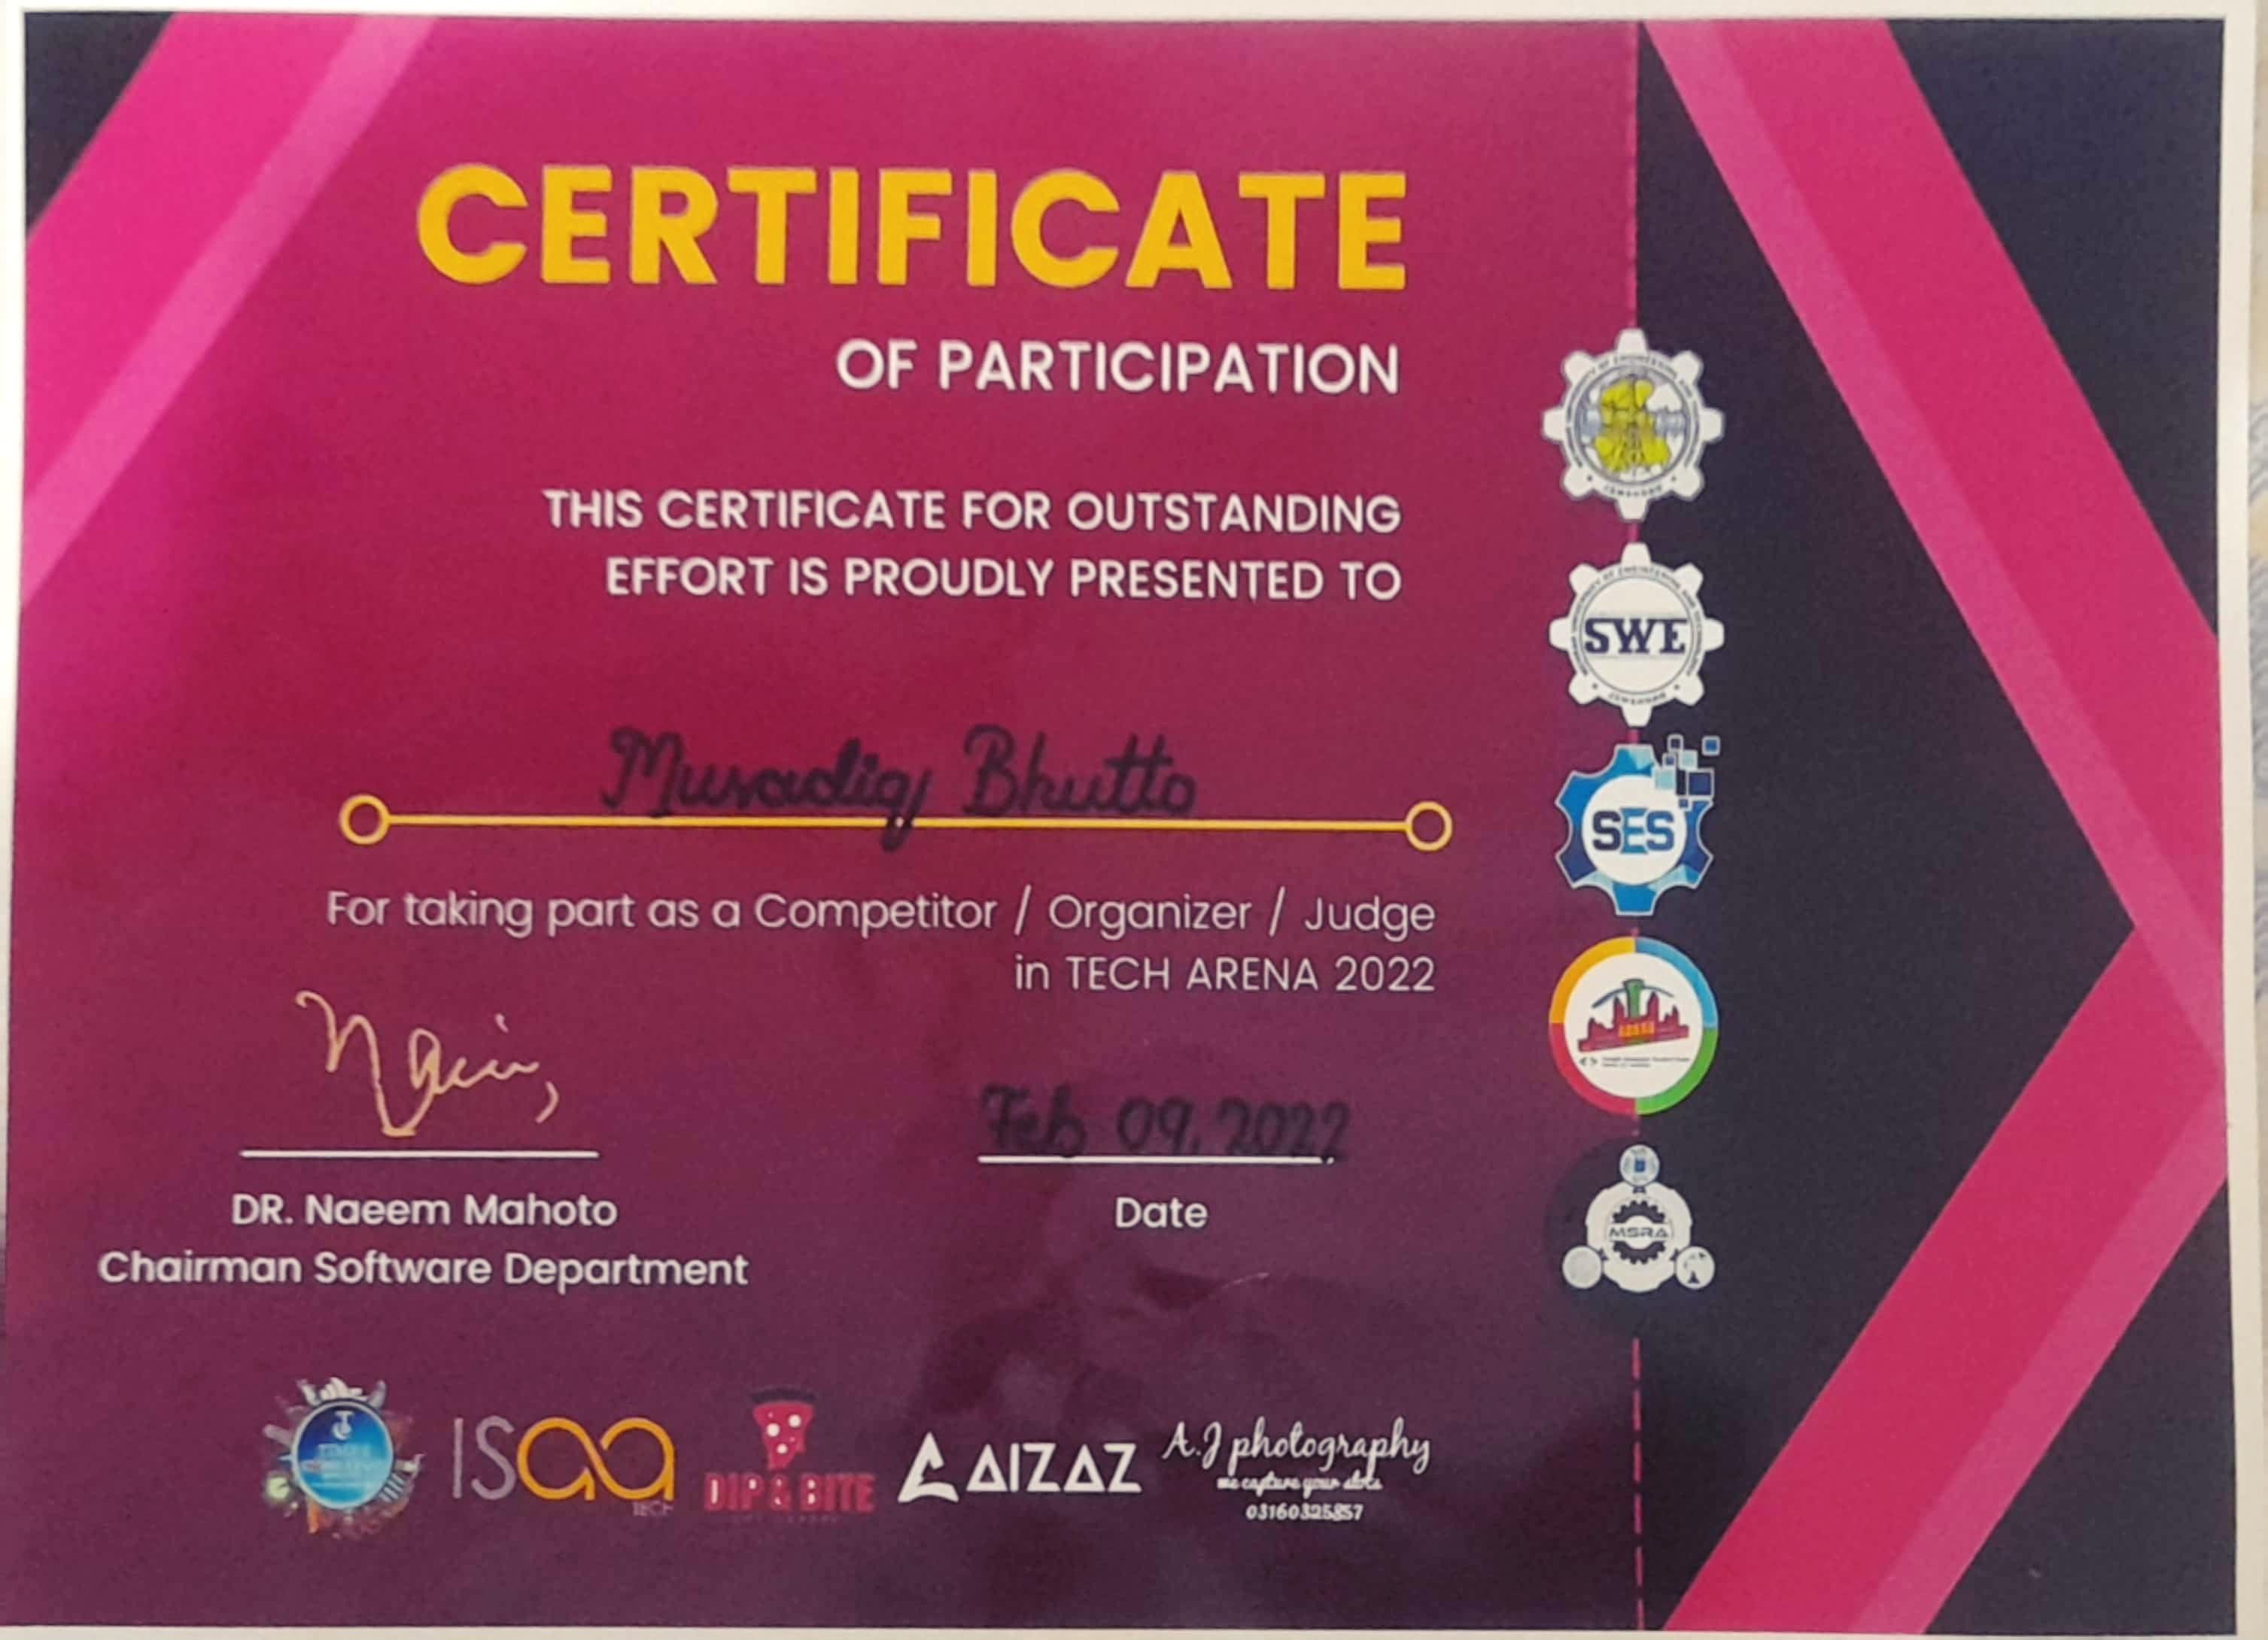 CERTIFICATE
OF PARTICIPATION
THIS CERTIFICATE FOR OUTSTANDING
EFFORT IS PROUDLY PRESENTED TO
Musadiq Bhutto
For taking part as a Competitor / Organizer / Judge
in TECH ARENA 2022
Naeem
Feb 09, 2022
DR. Naeem Mahoto
Chairman Software Department
Date
JAMSHORO
SWE
JAMSHORO
SES
MSRA
ISAA
TECH
DIP & BITE
AIZAZ
A.J photography
we capture your
03160325857